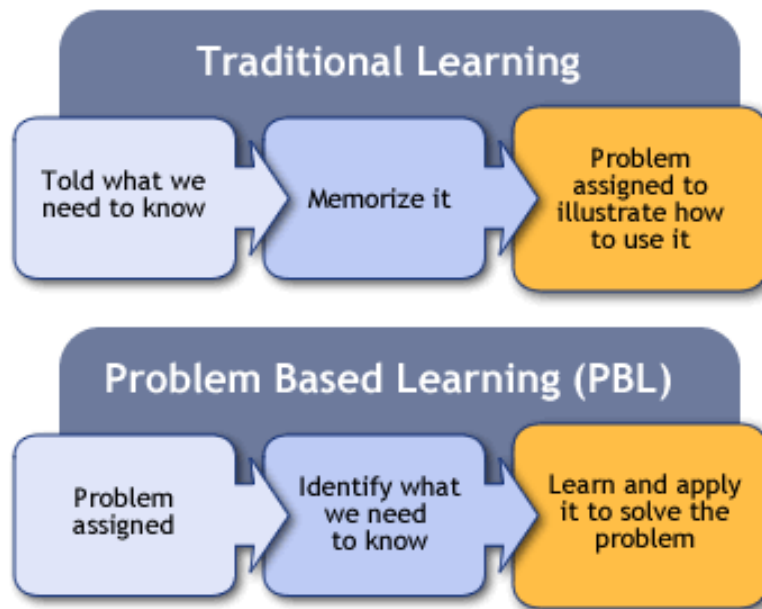 Traditional Learning
Told what we
need to know
Memorize it
Problem
assigned to
illustrate how
to use it
Problem Based Learning (PBL)
Problem
assigned
Identify what
we need
to know
Learn and apply
it to solve the
problem